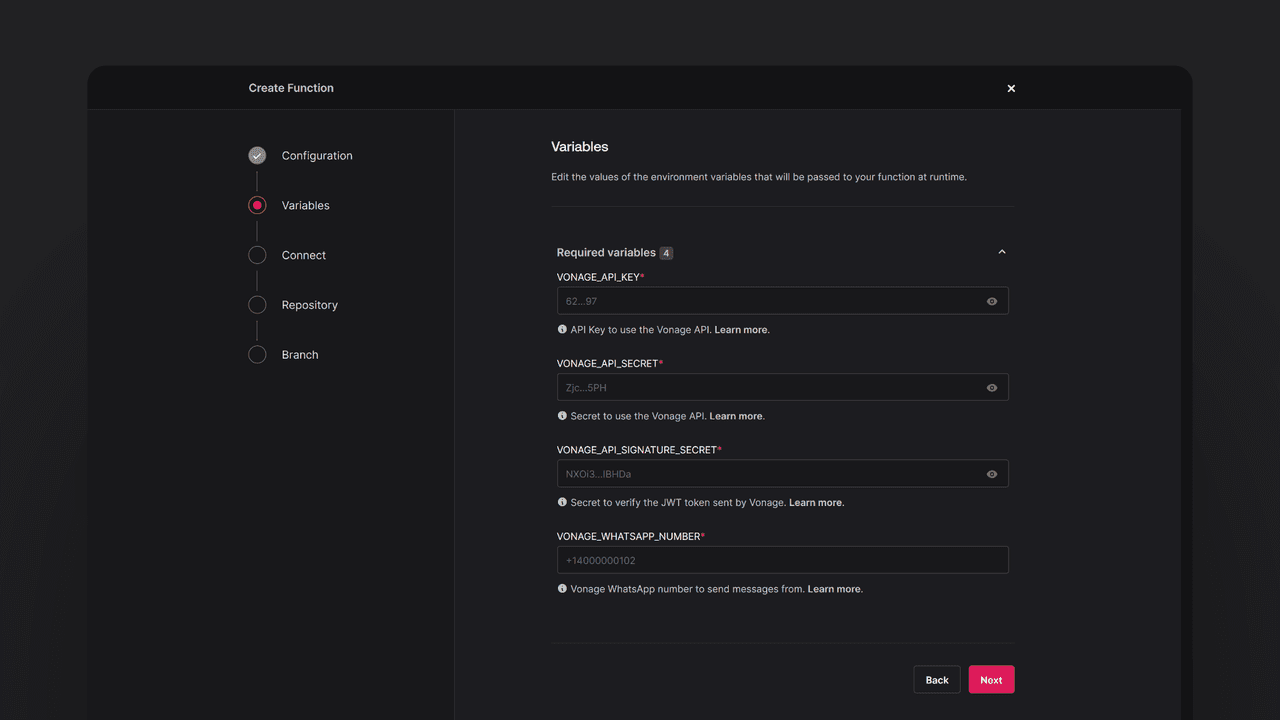 Create Function
Configuration
Variables
Connect
Repository
Branch
Variables
Edit the values of the environment variables that will be passed to your function at runtime.
Required variables 4
VONAGE_API_KEY*
62...97
API Key to use the Vonage API. Learn more.
VONAGE_API_SECRET*
Zjc...5PH
Secret to use the Vonage API. Learn more.
VONAGE_API_SIGNATURE_SECRET*
NXOi3...IBHDa
Secret to verify the JWT token sent by Vonage. Learn more.
VONAGE_WHATSAPP_NUMBER*
+14000000102
Vonage WhatsApp number to send messages from. Learn more.
Back Next